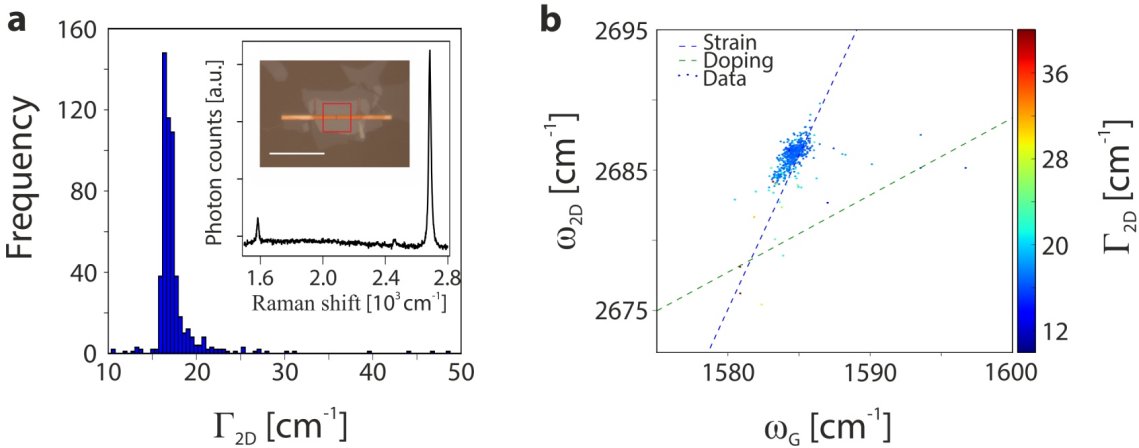 a
160
120
80
40
0
Frequency
10
20
30
40
50
Γ2D [cm-1]
Photon counts [a.u.]
1.6
2.0
2.4
2.8
Raman shift [10³ cm-1]
b
2695
2685
2675
ω2D [cm-1]
Strain
Doping
Data
1580
1590
1600
ωG [cm-1]
36
28
20
12
Γ2D [cm-1]